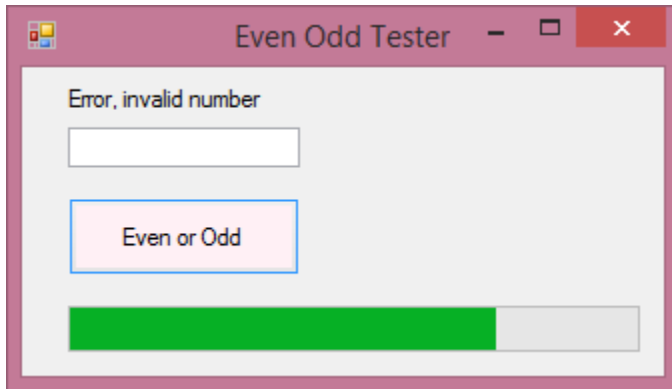 Even Odd Tester
Error, invalid number
Even or Odd